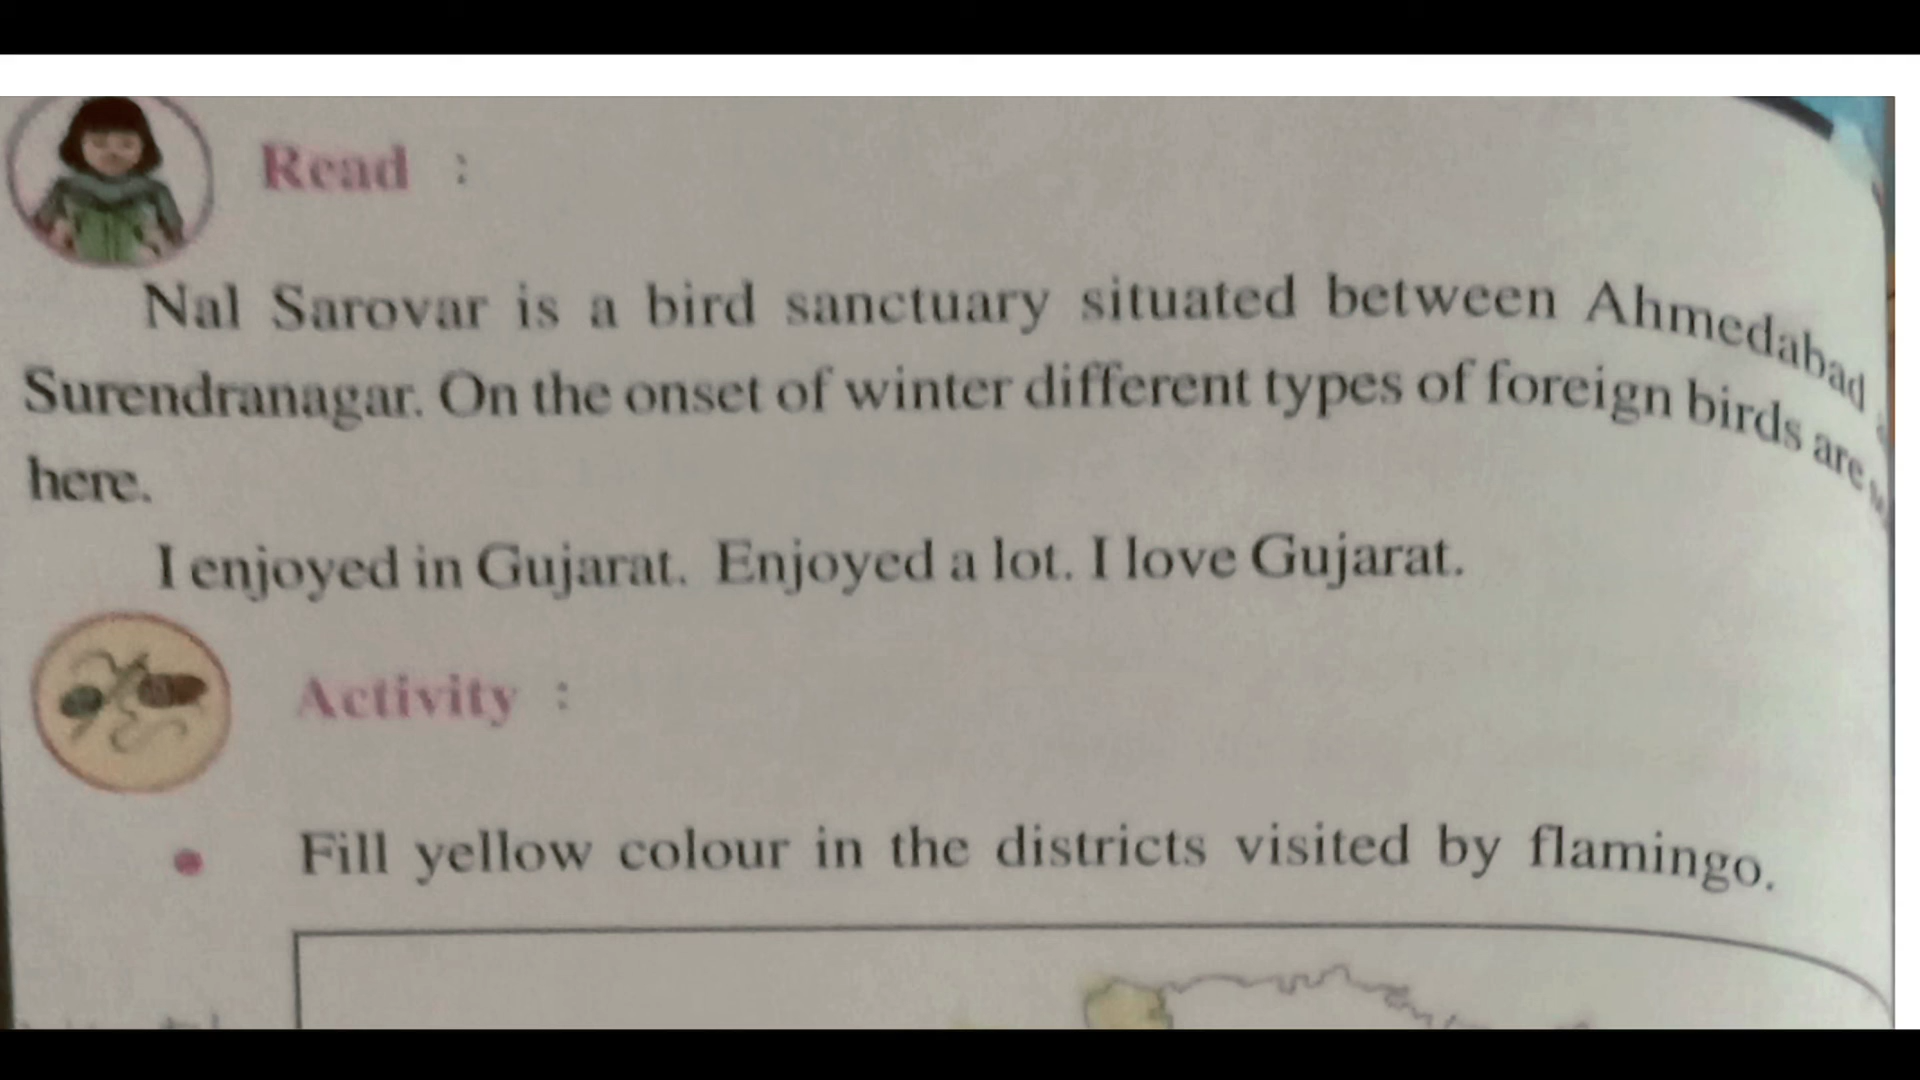 Read :
Nal Sarovar is a bird sanctuary situated between Ahmedabad
Surendranagar. On the onset of winter different types of foreign birds are
here.
I enjoyed in Gujarat. Enjoyed a lot. I love Gujarat.
Activity :
Fill yellow colour in the districts visited by flamingo.